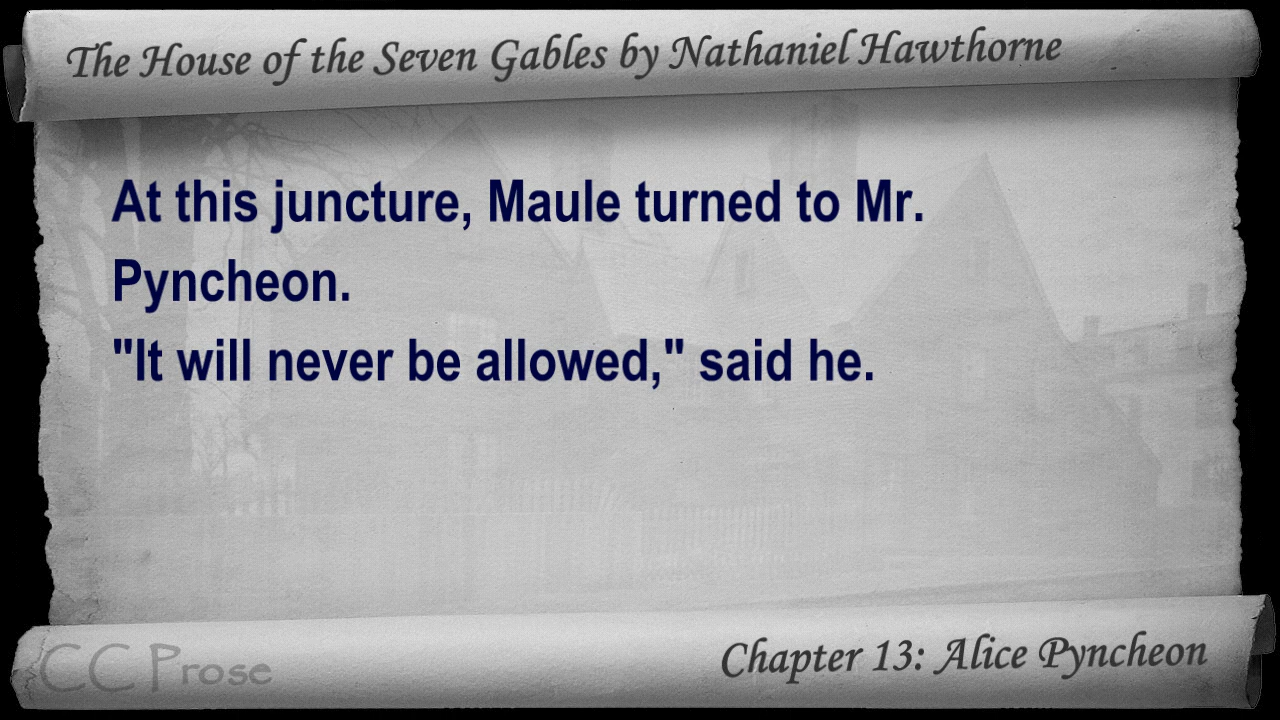 The House of the Seven Gables by Nathaniel Hawthorne
At this juncture, Maule turned to Mr.
Pyncheon.
"It will never be allowed," said he.
CC Prose
Chapter 13: Alice Pyncheon